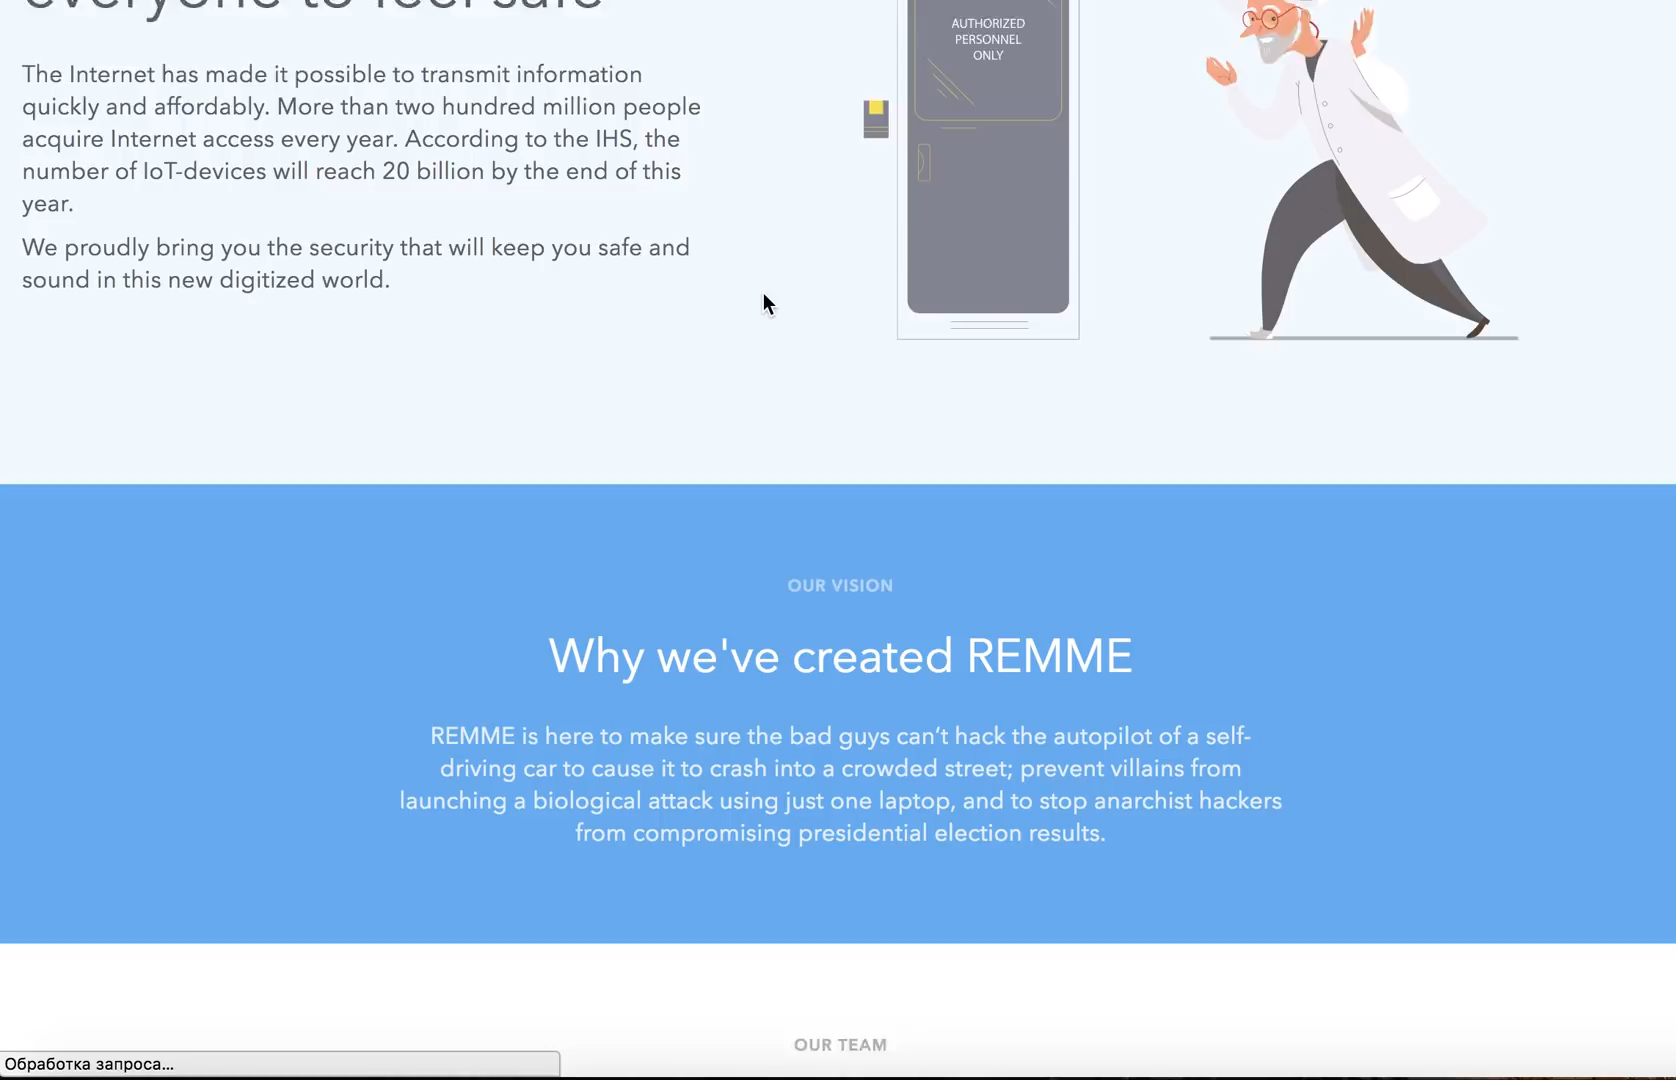 everyone to feel safe
AUTHORIZED
PERSONNEL
ONLY
The Internet has made it possible to transmit information
quickly and affordably. More than two hundred million people
acquire Internet access every year. According to the IHS, the
number of IoT-devices will reach 20 billion by the end of this
year.
We proudly bring you the security that will keep you safe and
sound in this new digitized world.
OUR VISION
Why we've created REMME
REMME is here to make sure the bad guys can’t hack the autopilot of a self-
driving car to cause it to crash into a crowded street; prevent villains from
launching a biological attack using just one laptop, and to stop anarchist hackers
from compromising presidential election results.
OUR TEAM
Обработка запроса...